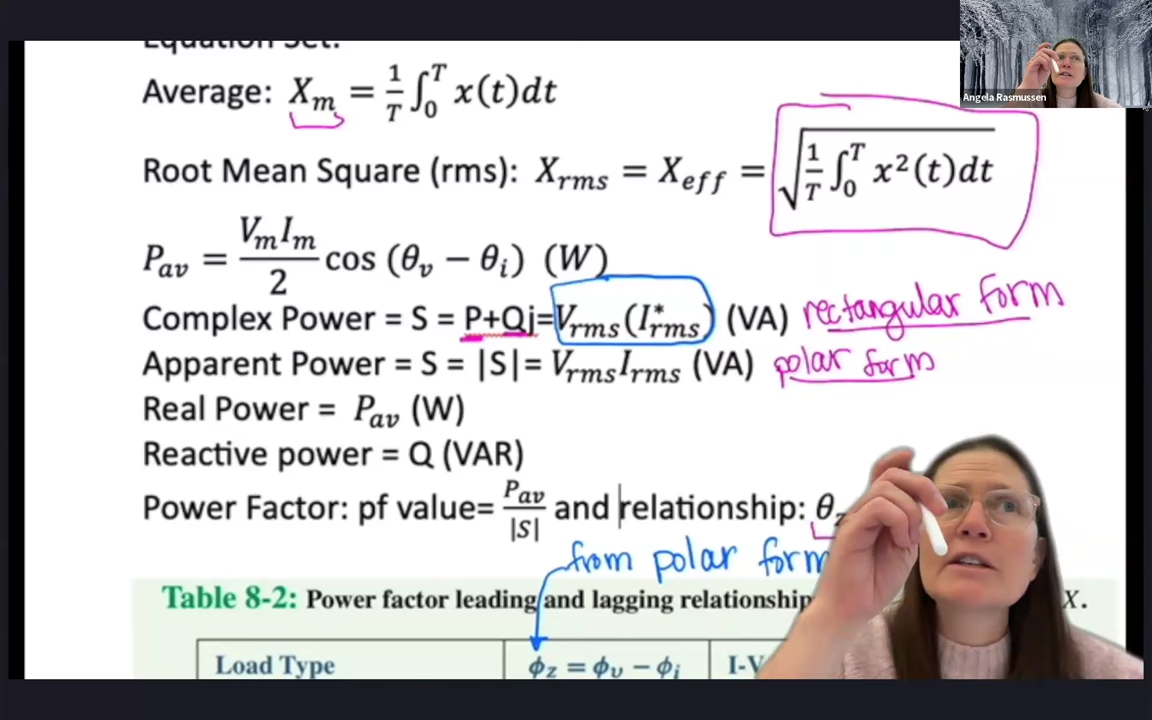 Equation Set:
Average: X_m = 1/T ∫_0^T x(t)dt
Angela Rasmussen
Root Mean Square (rms): X_rms = X_eff = √(1/T ∫_0^T x²(t)dt)
P_av = V_m I_m / 2 cos (θ_v − θ_i) (W)
Complex Power = S = P+Qj=V_rms(I*_rms) (VA) rectangular form
Apparent Power = S = |S|= V_rms I_rms (VA) polar form
Real Power = P_av (W)
Reactive power = Q (VAR)
Power Factor: pf value= P_av/|S| and relationship: θ_z
from polar form
Table 8-2: Power factor leading and lagging relationship X.
Load Type ϕ_z = ϕ_v − ϕ_i I-V